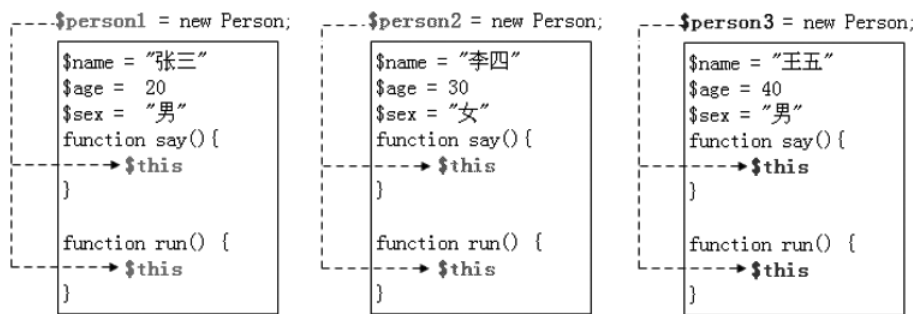 $person1 = new Person;
$name = "张三"
$age =  20
$sex =  "男"
function say(){
$this
}
function run() {
$this
}
$person2 = new Person;
$name = "李四"
$age = 30
$sex = "女"
function say(){
$this
}
function run() {
$this
}
$person3 = new Person;
$name = "王五"
$age = 40
$sex = "男"
function say(){
$this
}
function run() {
$this
}